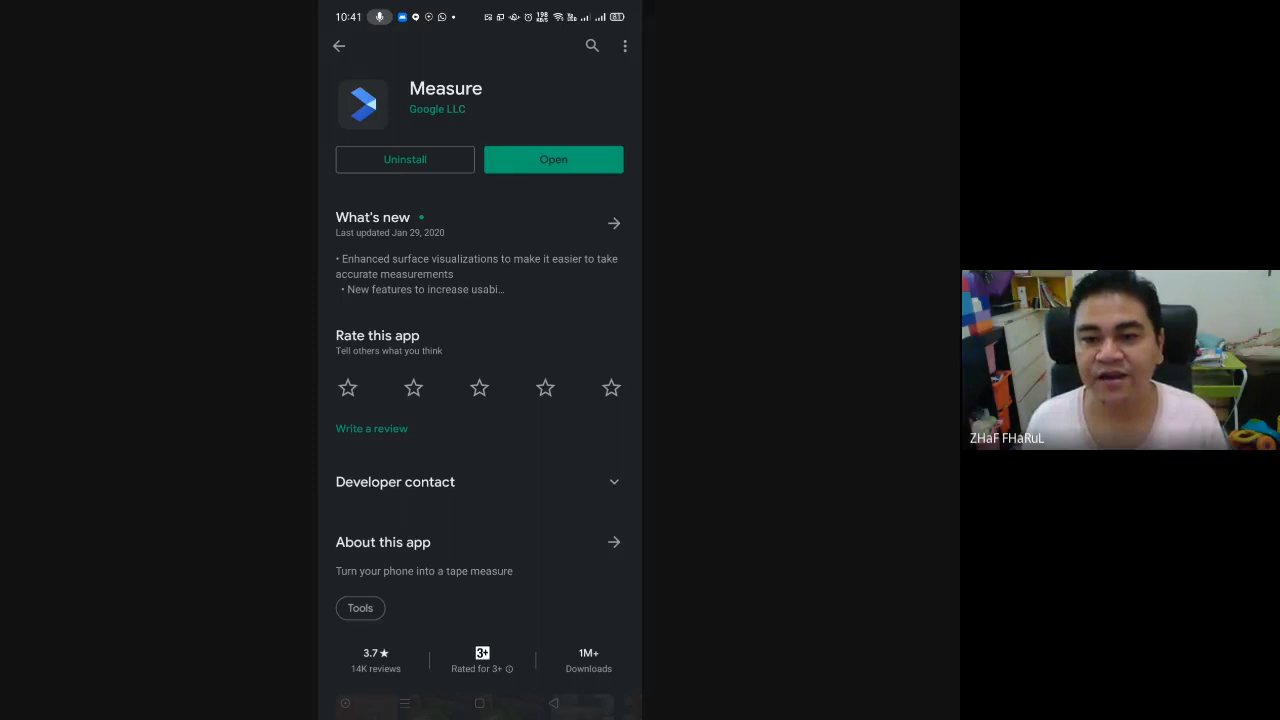 10:41
198
KB/S
81
Measure
Google LLC
Uninstall
Open
What's new
Last updated Jan 29, 2020
• Enhanced surface visualizations to make it easier to take
accurate measurements
• New features to increase usabi...
Rate this app
Tell others what you think
Write a review
Developer contact
About this app
Turn your phone into a tape measure
Tools
3.7★
14K reviews
3+
Rated for 3+
1M+
Downloads
ZHaF FHaRuL